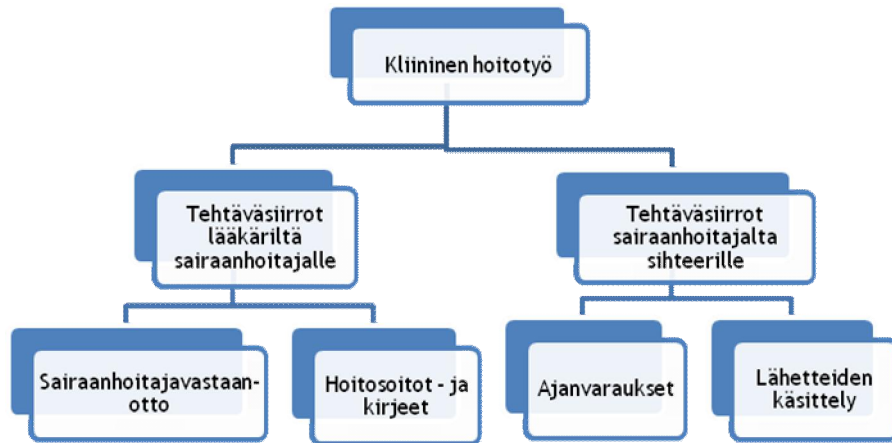 Kliininen hoitotyö
Tehtäväsiirrot
lääkäriltä
sairaanhoitajalle
Tehtäväsiirrot
sairaanhoitajalta
sihteerille
Sairaanhoitajavastaan-
otto
Hoitosoitot - ja
kirjeet
Ajanvaraukset
Lähetteiden
käsittely